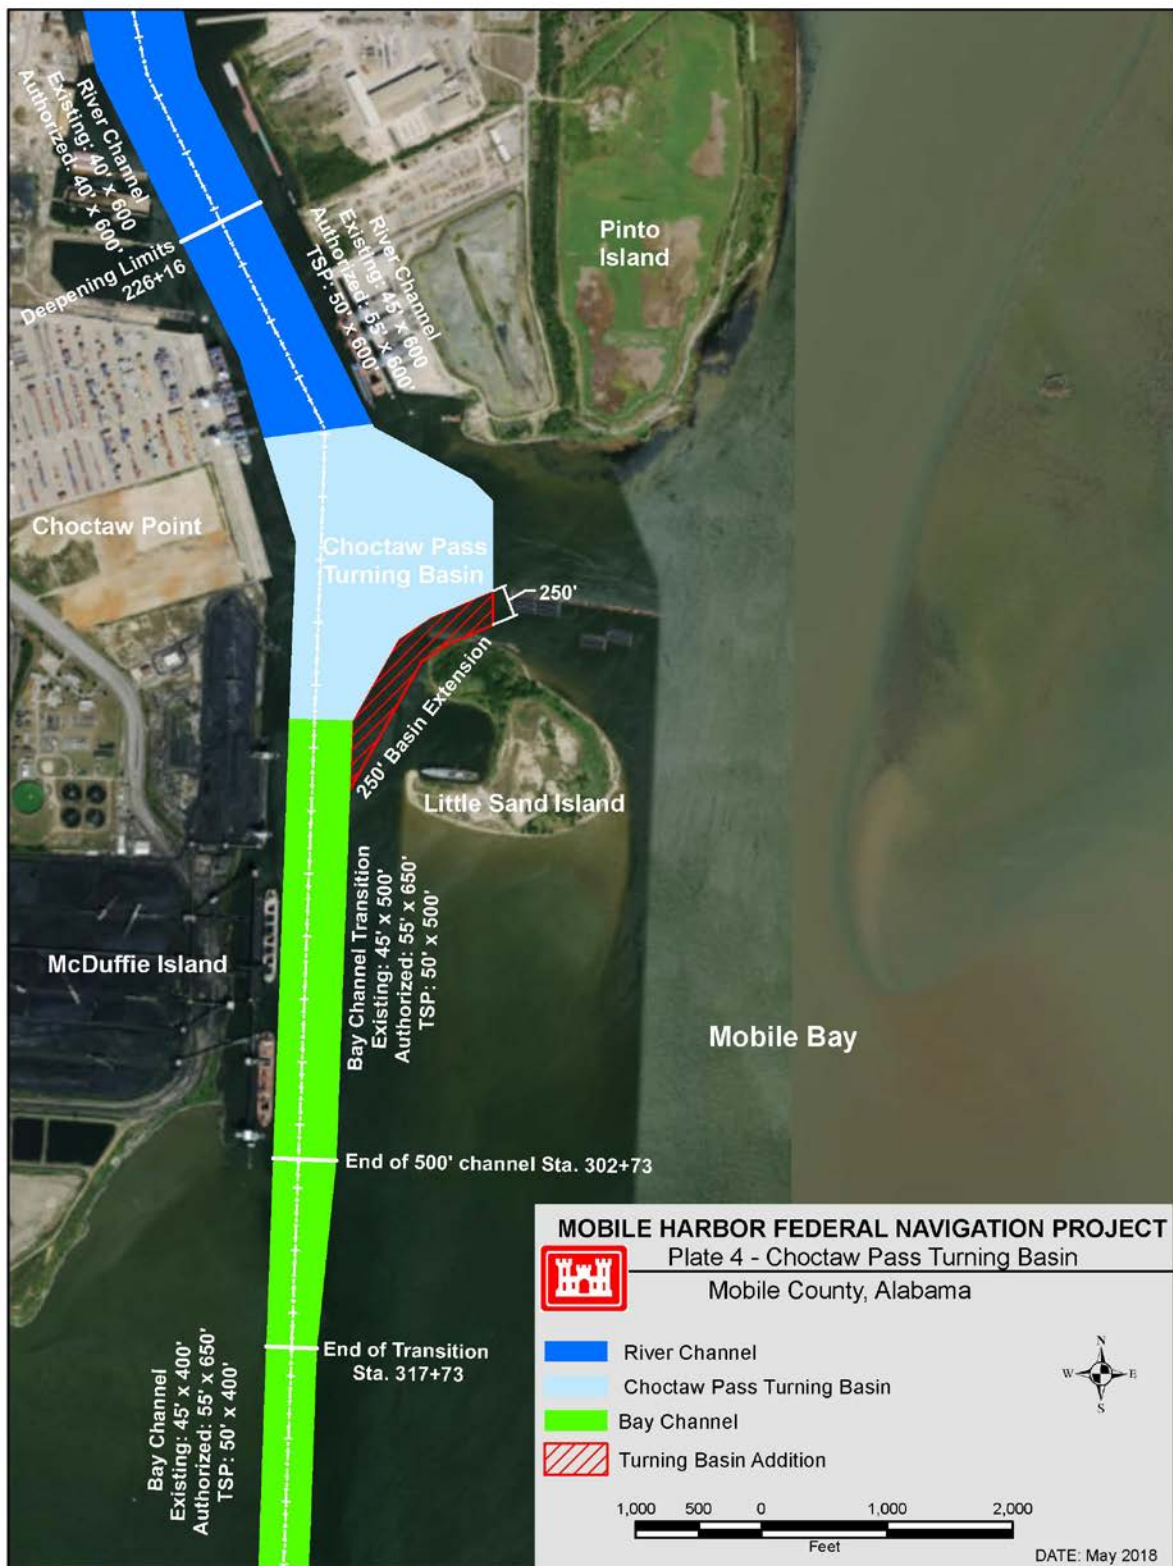 River Channel
Existing: 40' x 600
Authorized: 40' x 600'
Deepening Limits
226+16
River Channel
Existing: 45' x 600
Authorized: 55' x 600'
TSP: 50' x 600'
Pinto
Island
Choctaw Point
Choctaw Pass
Turning Basin
250'
250' Basin Extension
Little Sand Island
Bay Channel Transition
Existing: 45' x 500'
Authorized: 55' x 650'
TSP: 50' x 500'
McDuffie Island
Mobile Bay
End of 500' channel Sta. 302+73
End of Transition
Sta. 317+73
Bay Channel
Existing: 45' x 400'
Authorized: 55' x 650'
TSP: 50' x 400'
MOBILE HARBOR FEDERAL NAVIGATION PROJECT
Plate 4 - Choctaw Pass Turning Basin
Mobile County, Alabama
River Channel
Choctaw Pass Turning Basin
Bay Channel
Turning Basin Addition
N
W E
S
1,000 500 0 1,000 2,000
Feet
DATE: May 2018